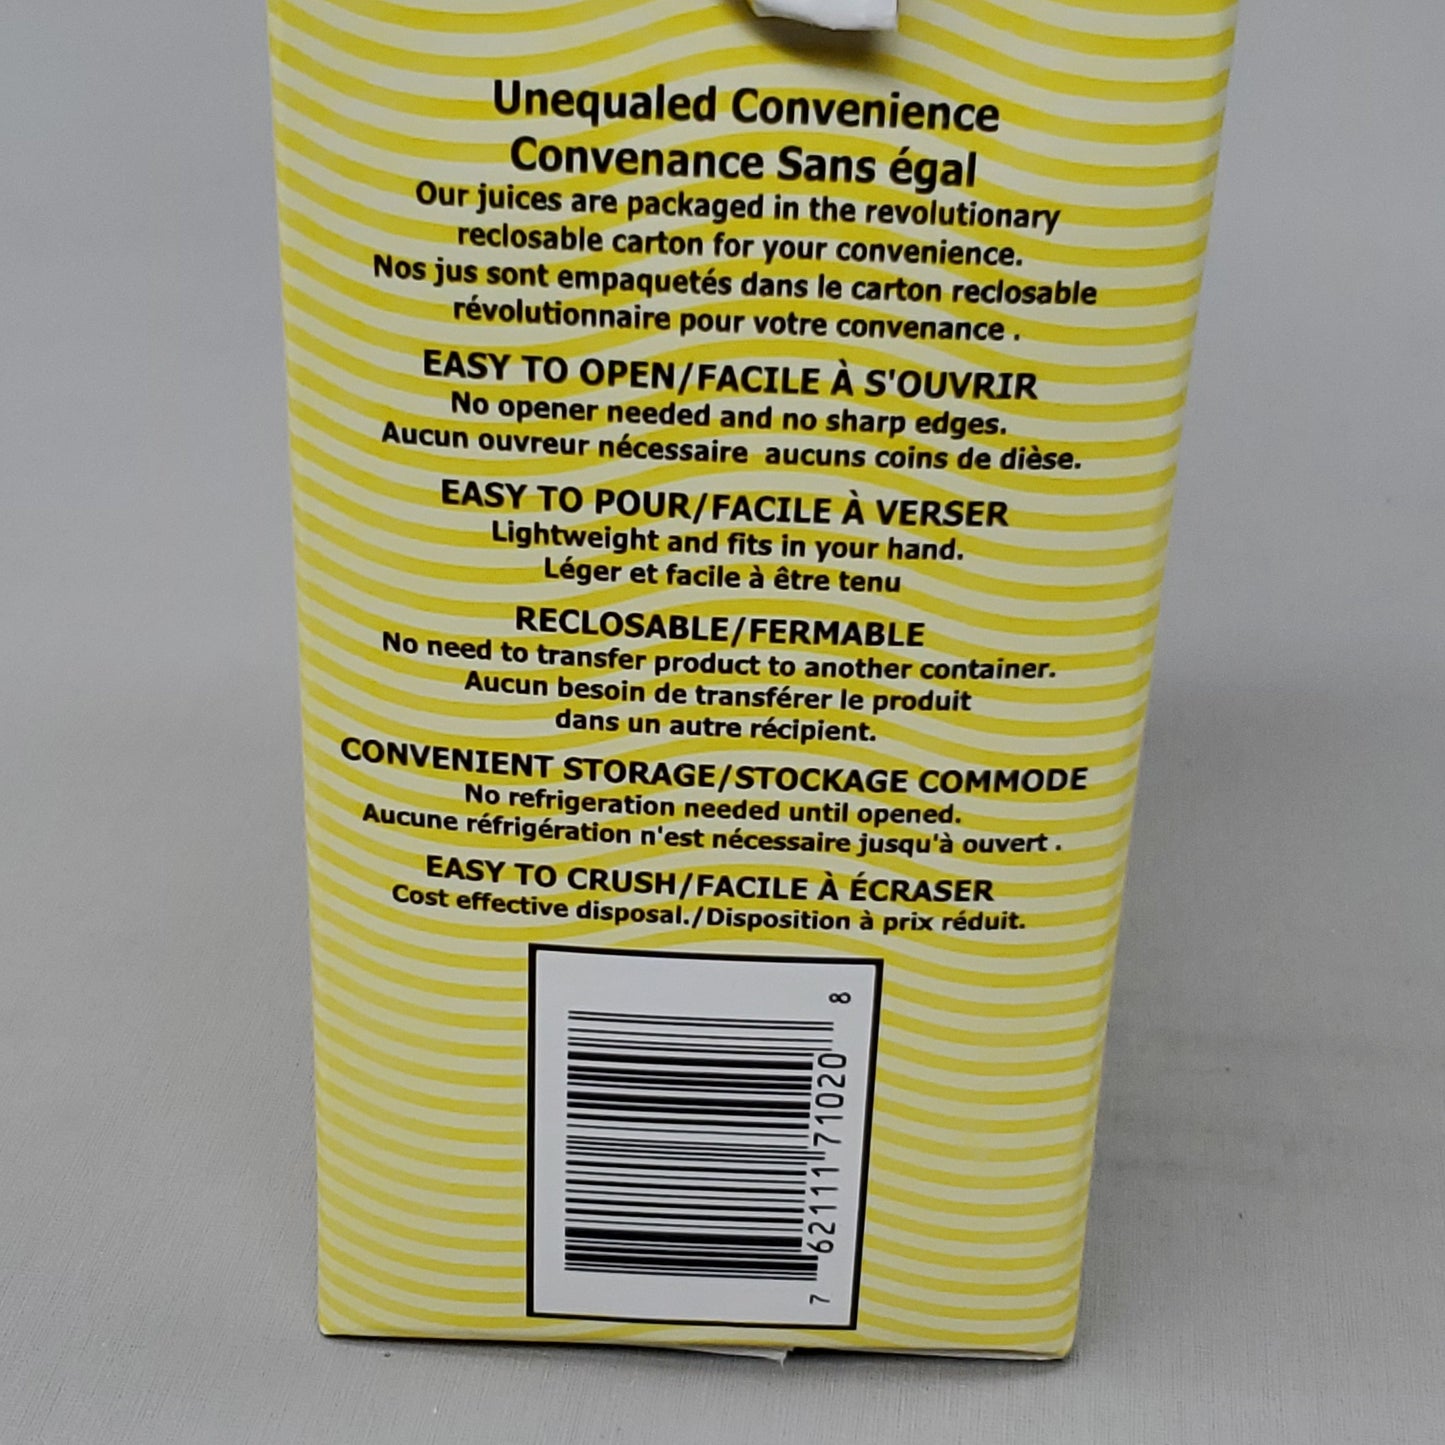 Unequaled Convenience
Convenance Sans égal
Our juices are packaged in the revolutionary
reclosable carton for your convenience.
Nos jus sont empaquetés dans le carton reclosable
révolutionnaire pour votre convenance .
EASY TO OPEN/FACILE À S'OUVRIR
No opener needed and no sharp edges.
Aucun ouvreur nécessaire aucuns coins de dièse.
EASY TO POUR/FACILE À VERSER
Lightweight and fits in your hand.
Léger et facile à être tenu
RECLOSABLE/FERMABLE
No need to transfer product to another container.
Aucun besoin de transférer le produit
dans un autre récipient.
CONVENIENT STORAGE/STOCKAGE COMMODE
No refrigeration needed until opened.
Aucune réfrigération n'est nécessaire jusqu'à ouvert .
EASY TO CRUSH/FACILE À ÉCRASER
Cost effective disposal./Disposition à prix réduit.
7 62111 71020 8